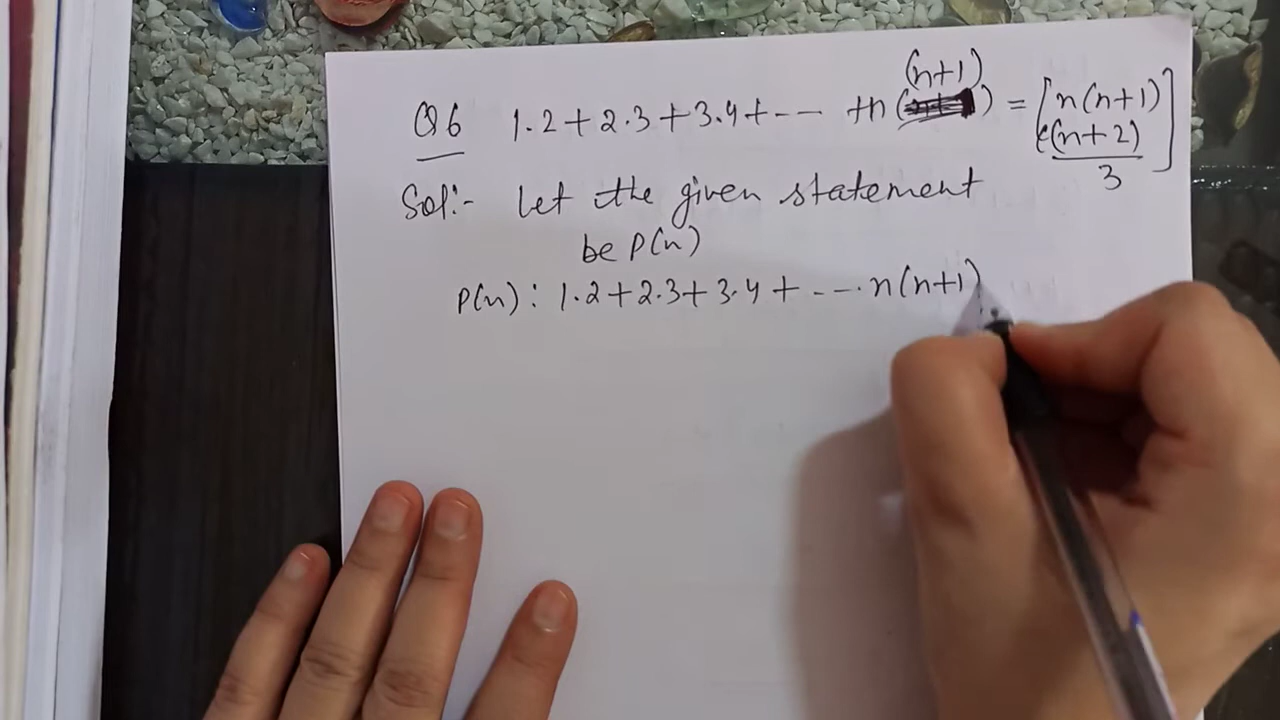 Q6 1.2+2.3+3.4+--- +n(n+1) = [n(n+1)(n+2)/3]
Sol:- Let the given statement
be P(n)
P(n): 1.2+2.3+3.4+----n(n+1)